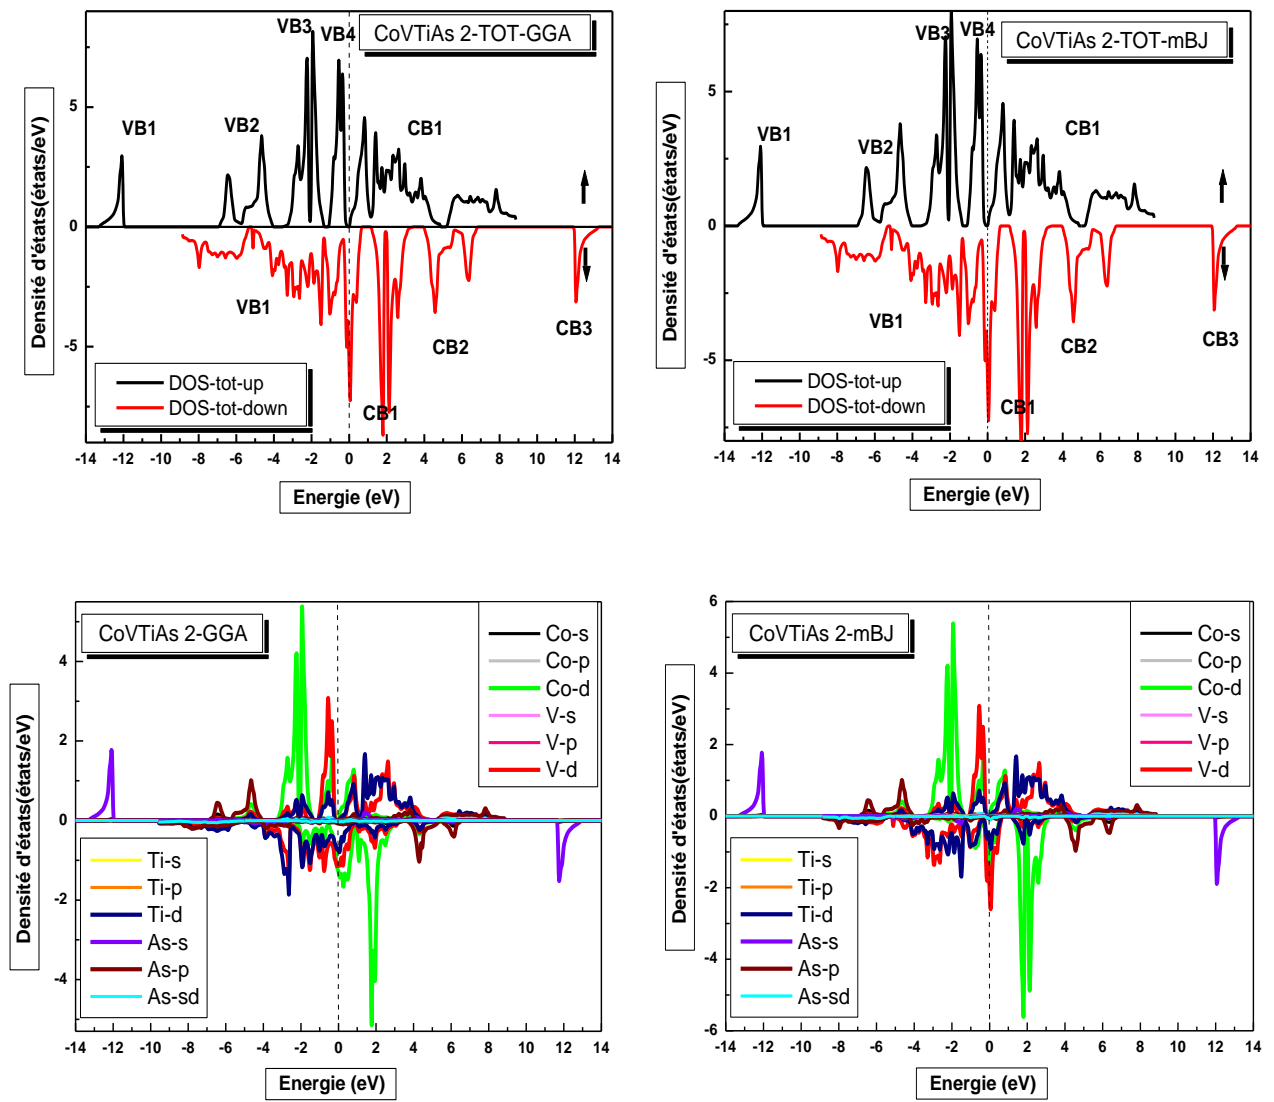 CoVTiAs 2-TOT-GGA
VB3
VB4
VB1
VB2
CB1
VB1
CB2
CB3
CB1
DOS-tot-up
DOS-tot-down
5
0
-5
-14 -12 -10 -8 -6 -4 -2 0 2 4 6 8 10 12 14
Densité d'états(états/eV)
Energie (eV)
CoVTiAs 2-TOT-mBJ
VB3
VB4
VB1
VB2
CB1
VB1
CB2
CB3
CB1
DOS-tot-up
DOS-tot-down
5
0
-5
-14 -12 -10 -8 -6 -4 -2 0 2 4 6 8 10 12 14
Densité d'états(états/eV)
Energie (eV)
CoVTiAs 2-GGA
Co-s
Co-p
Co-d
V-s
V-p
V-d
Ti-s
Ti-p
Ti-d
As-s
As-p
As-sd
4
2
0
-2
-4
-14 -12 -10 -8 -6 -4 -2 0 2 4 6 8 10 12 14
Densité d'états(états/eV)
Energie (eV)
CoVTiAs 2-mBJ
Co-s
Co-p
Co-d
V-s
V-p
V-d
Ti-s
Ti-p
Ti-d
As-s
As-p
As-sd
6
4
2
0
-2
-4
-6
-14 -12 -10 -8 -6 -4 -2 0 2 4 6 8 10 12 14
Densité d'états(états/eV)
Energie (eV)